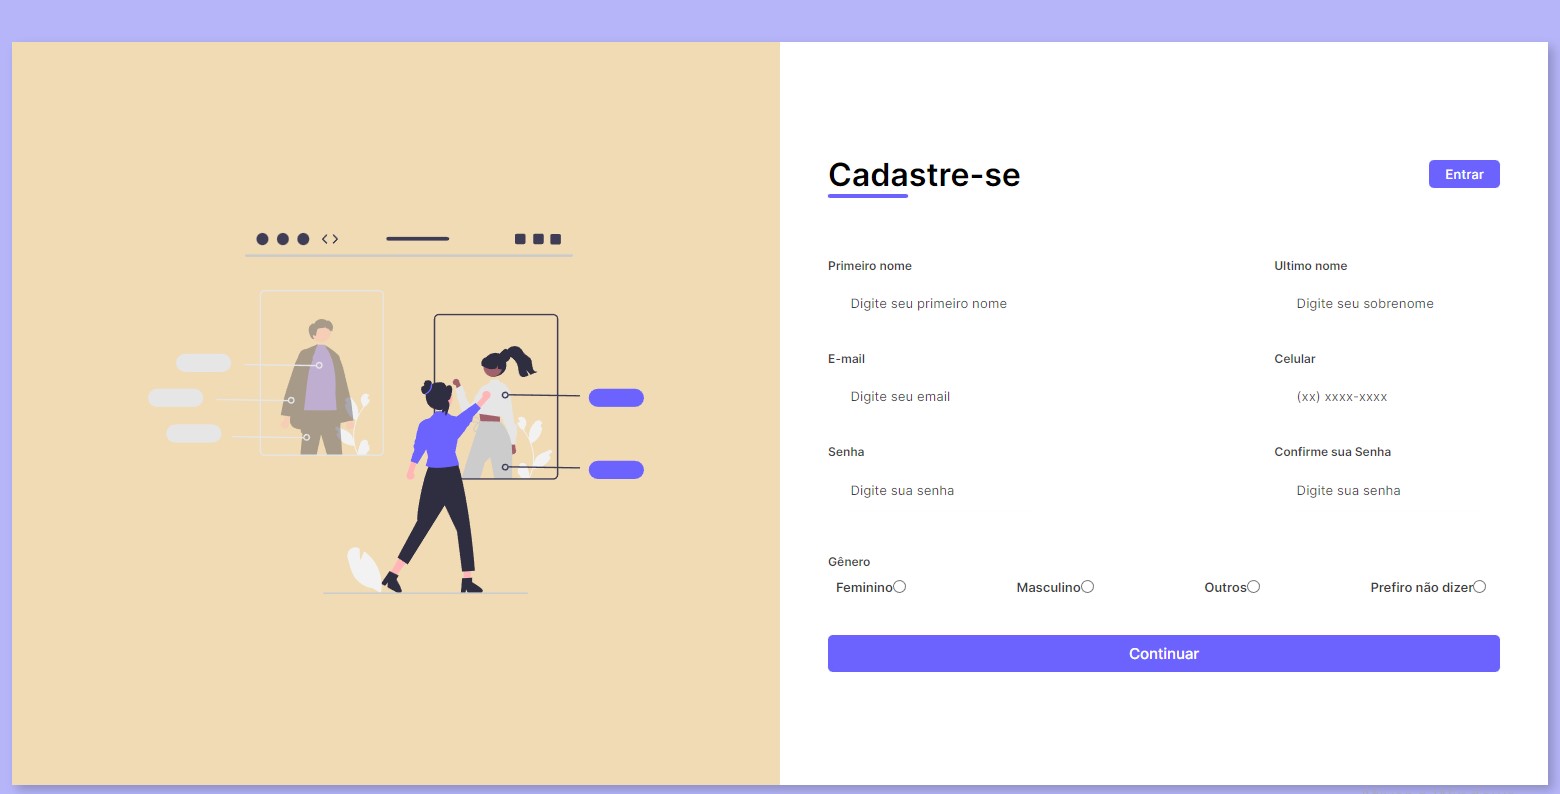 Cadastre-se
Entrar
Primeiro nome
Ultimo nome
Digite seu primeiro nome
Digite seu sobrenome
E-mail
Celular
Digite seu email
(xx) xxxx-xxxx
Senha
Confirme sua Senha
Digite sua senha
Digite sua senha
Gênero
Feminino
Masculino
Outros
Prefiro não dizer
Continuar